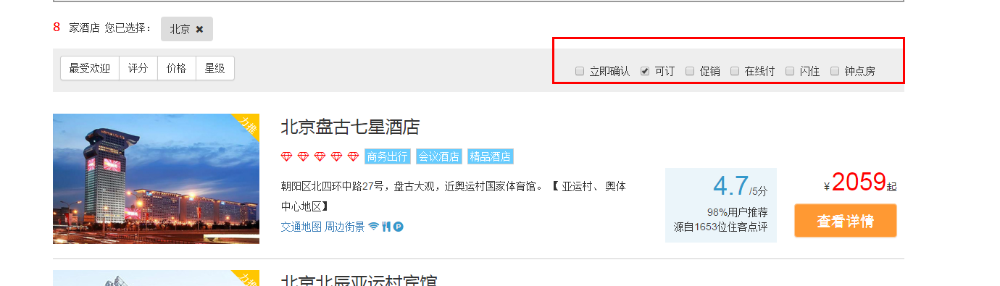 8 家酒店 您已选择： 北京 ✖
最受欢迎 评分 价格 星级
立即确认 可订 促销 在线付 闪住 钟点房
力推
北京盘古七星酒店
商务出行 会议酒店 精品酒店
朝阳区北四环中路27号，盘古大观，近奥运村国家体育馆。【 亚运村、奥体
中心地区】
交通地图 周边街景
4.7/5分
98%用户推荐
源自1653位住客点评
¥2059起
查看详情
力推
北京北辰亚运村宾馆